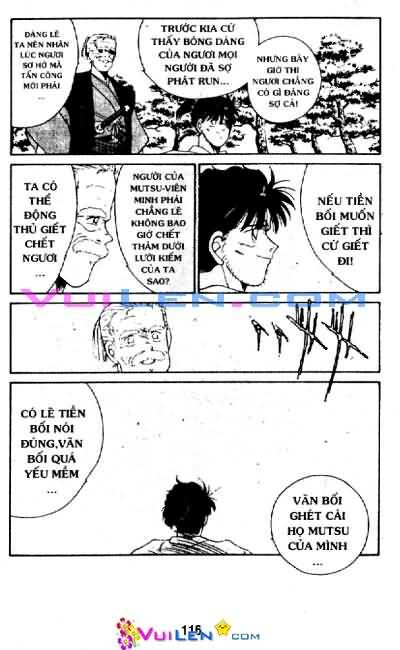 TRƯỚC KIA CỨ
THẤY BÓNG DÁNG
CỦA NGƯƠI MỌI
NGƯỜI ĐÃ SỢ
PHÁT RUN...
ĐÁNG LẼ
TA NÊN NHÂN
LÚC NGƯƠI
SƠ HỞ MÀ
TẤN CÔNG
MỚI PHẢI
...
NHƯNG BÂY
GIỜ THÌ
NGƯƠI CHẲNG
CÓ GÌ ĐÁNG
SỢ CẢ!
TA CÓ
THỂ
ĐỘNG
THỦ GIẾT
CHẾT
NGƯƠI
...
NGƯỜI CỦA
MUTSU-VIÊN
MINH PHÁI
CHẲNG LẼ
KHÔNG BAO
GIỜ CHẾT
THẢM DƯỚI
LƯỠI KIẾM
CỦA TA
SAO?
NẾU TIỀN
BỐI MUỐN
GIẾT THÌ
CỨ GIẾT
ĐI!
VUILEN.COM
CÓ LẼ TIỀN
BỐI NÓI
ĐÚNG,VÃN
BỐI QUÁ
YẾU MỀM
...
VÃN BỐI
GHÉT CÁI
HỌ MUTSU
CỦA MÌNH
...
116
VUILEN.COM